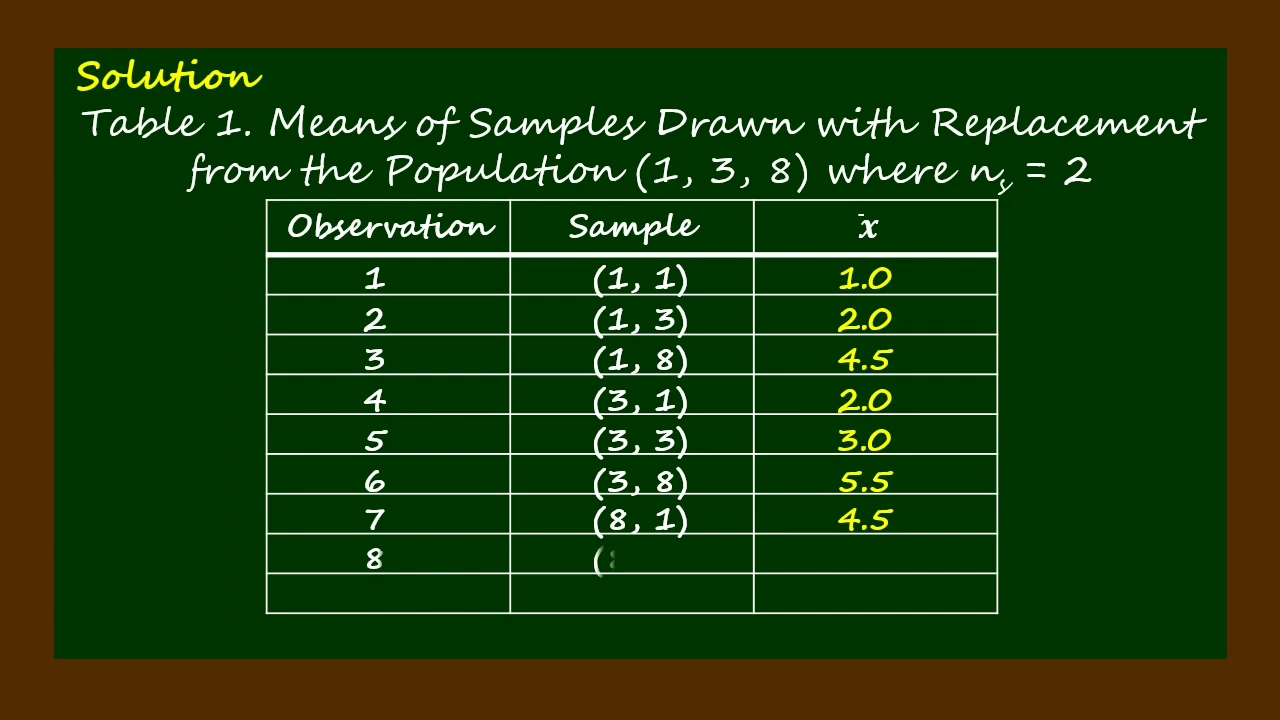 Solution
Table 1. Means of Samples Drawn with Replacement
from the Population (1, 3, 8) where nₛ = 2
Observation Sample x̄
1 (1, 1) 1.0
2 (1, 3) 2.0
3 (1, 8) 4.5
4 (3, 1) 2.0
5 (3, 3) 3.0
6 (3, 8) 5.5
7 (8, 1) 4.5
8 (